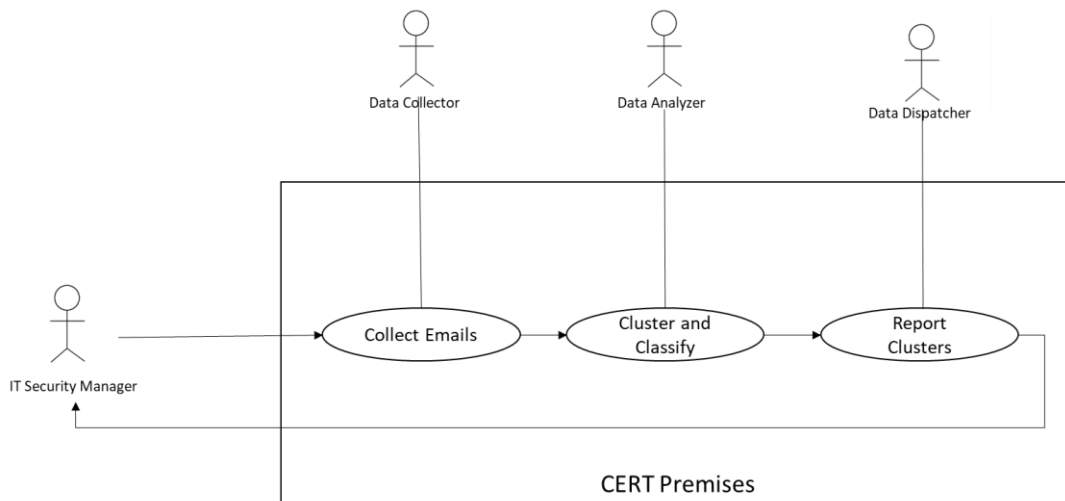 Data Collector
Data Analyzer
Data Dispatcher
IT Security Manager
Collect Emails
Cluster and
Classify
Report
Clusters
CERT Premises